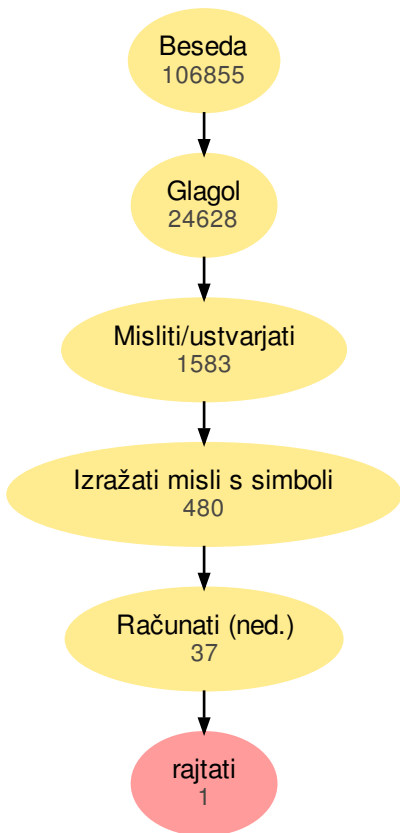 Beseda
106855
Glagol
24628
Misliti/ustvarjati
1583
Izražati misli s simboli
480
Računati (ned.)
37
rajtati
1